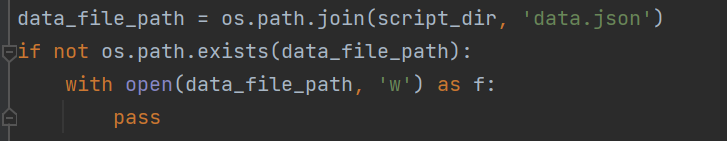 data_file_path = os.path.join(script_dir, 'data.json')
if not os.path.exists(data_file_path):
    with open(data_file_path, 'w') as f:
        pass